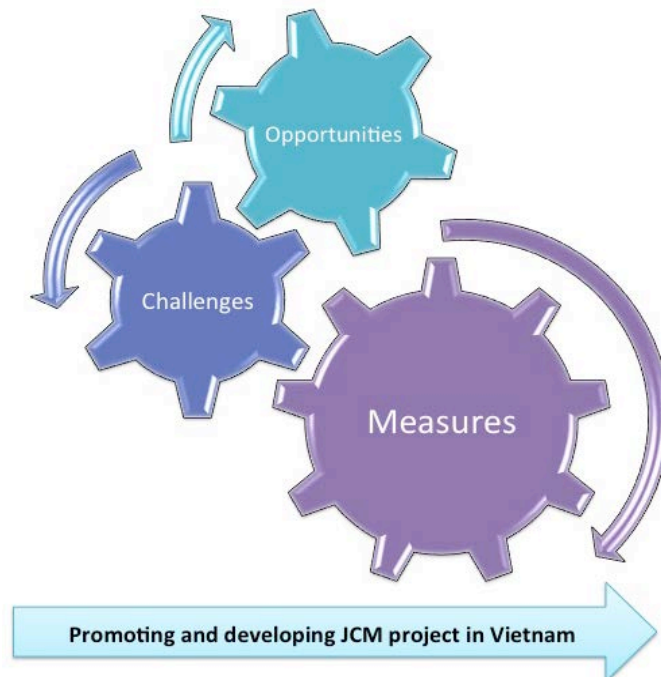 Opportunities
Challenges
Measures
Promoting and developing JCM project in Vietnam